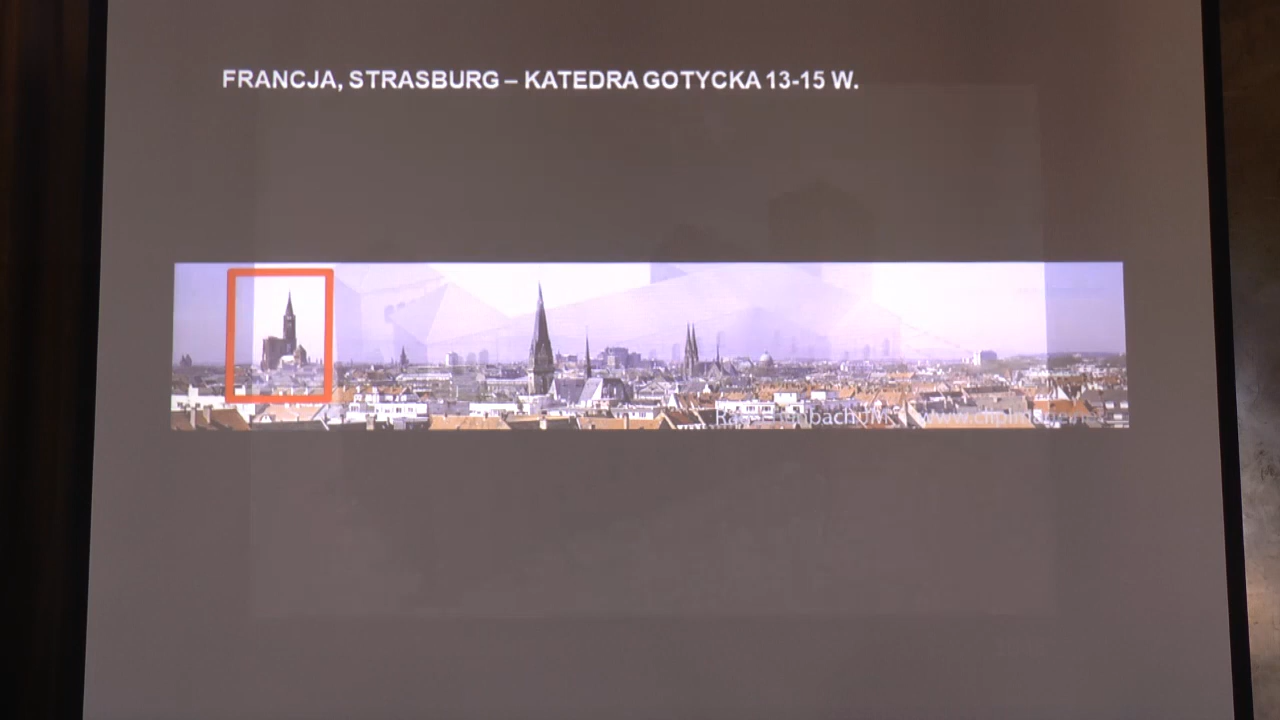 FRANCJA, STRASBURG – KATEDRA GOTYCKA 13-15 W.